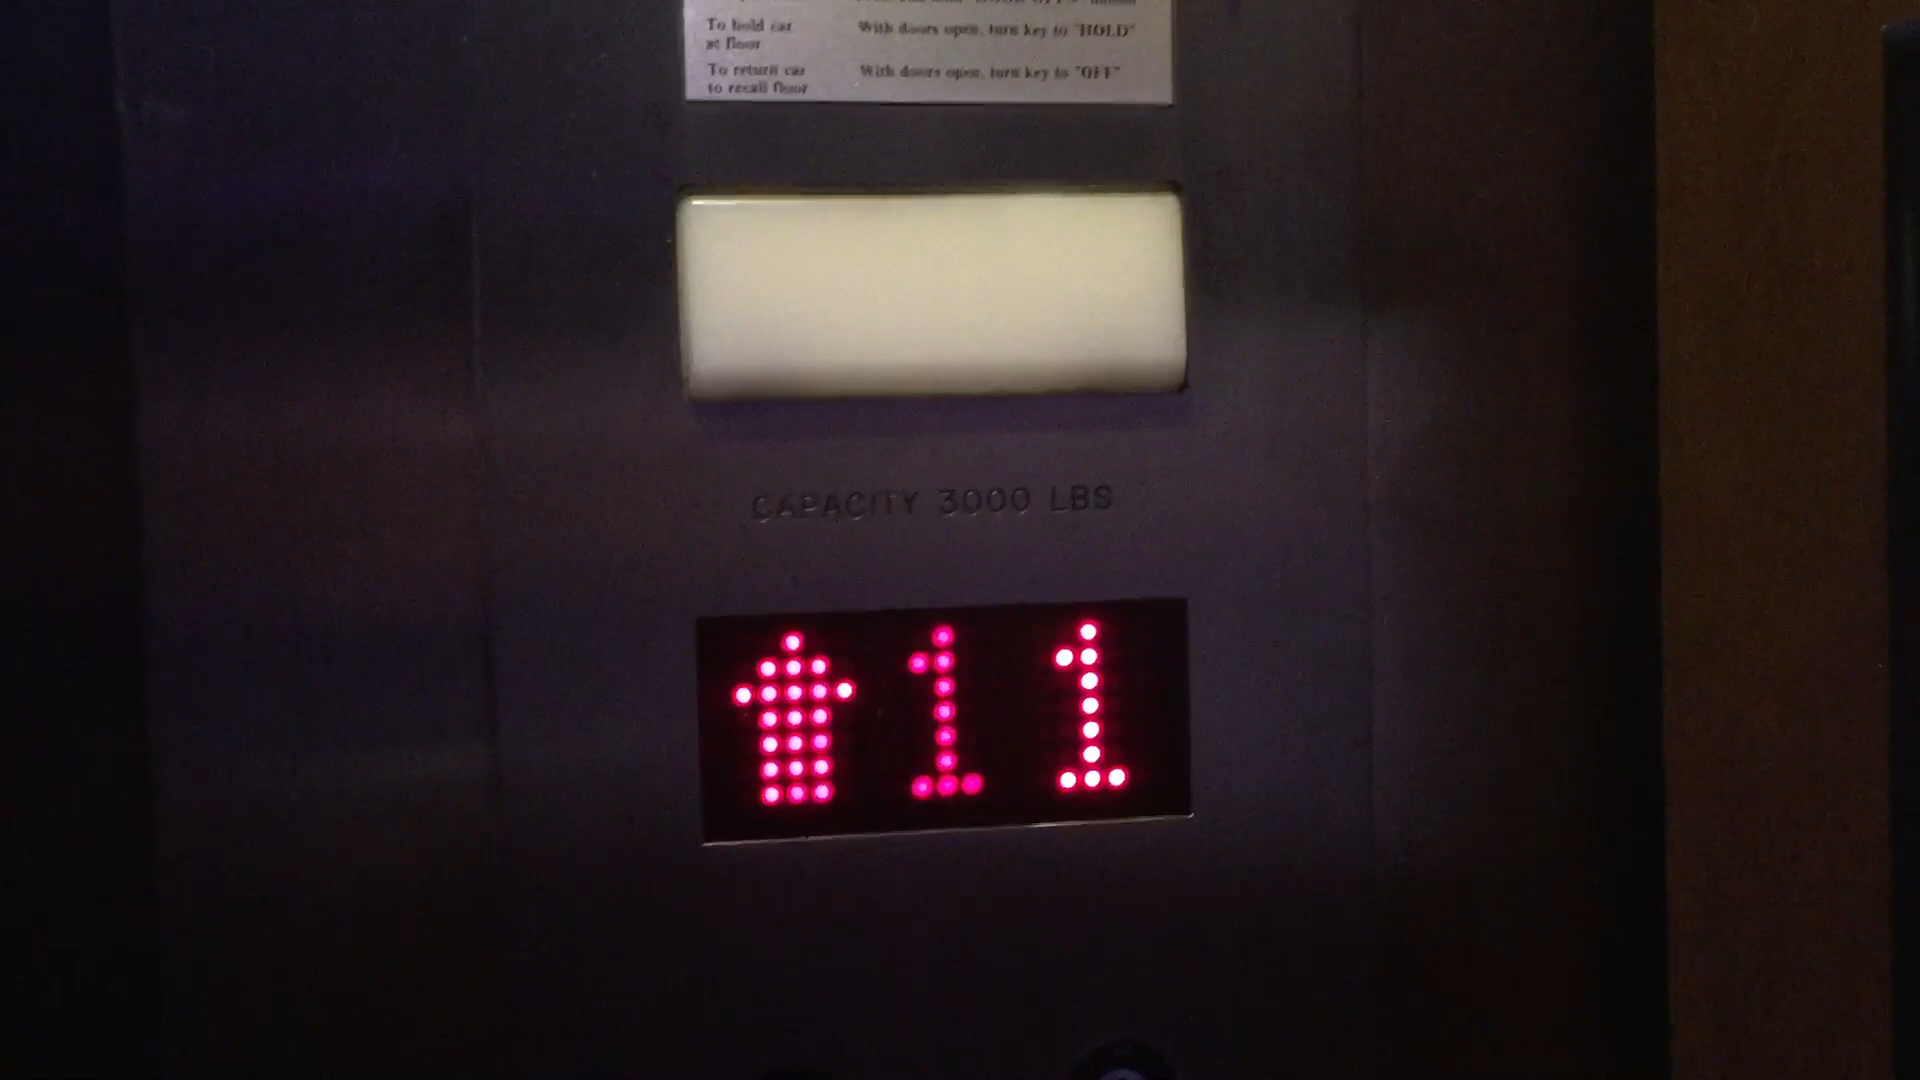 To hold car With doors open, turn key to "HOLD"
at floor
To return car With doors open, turn key to "OFF"
to recall floor
CAPACITY 3000 LBS
11